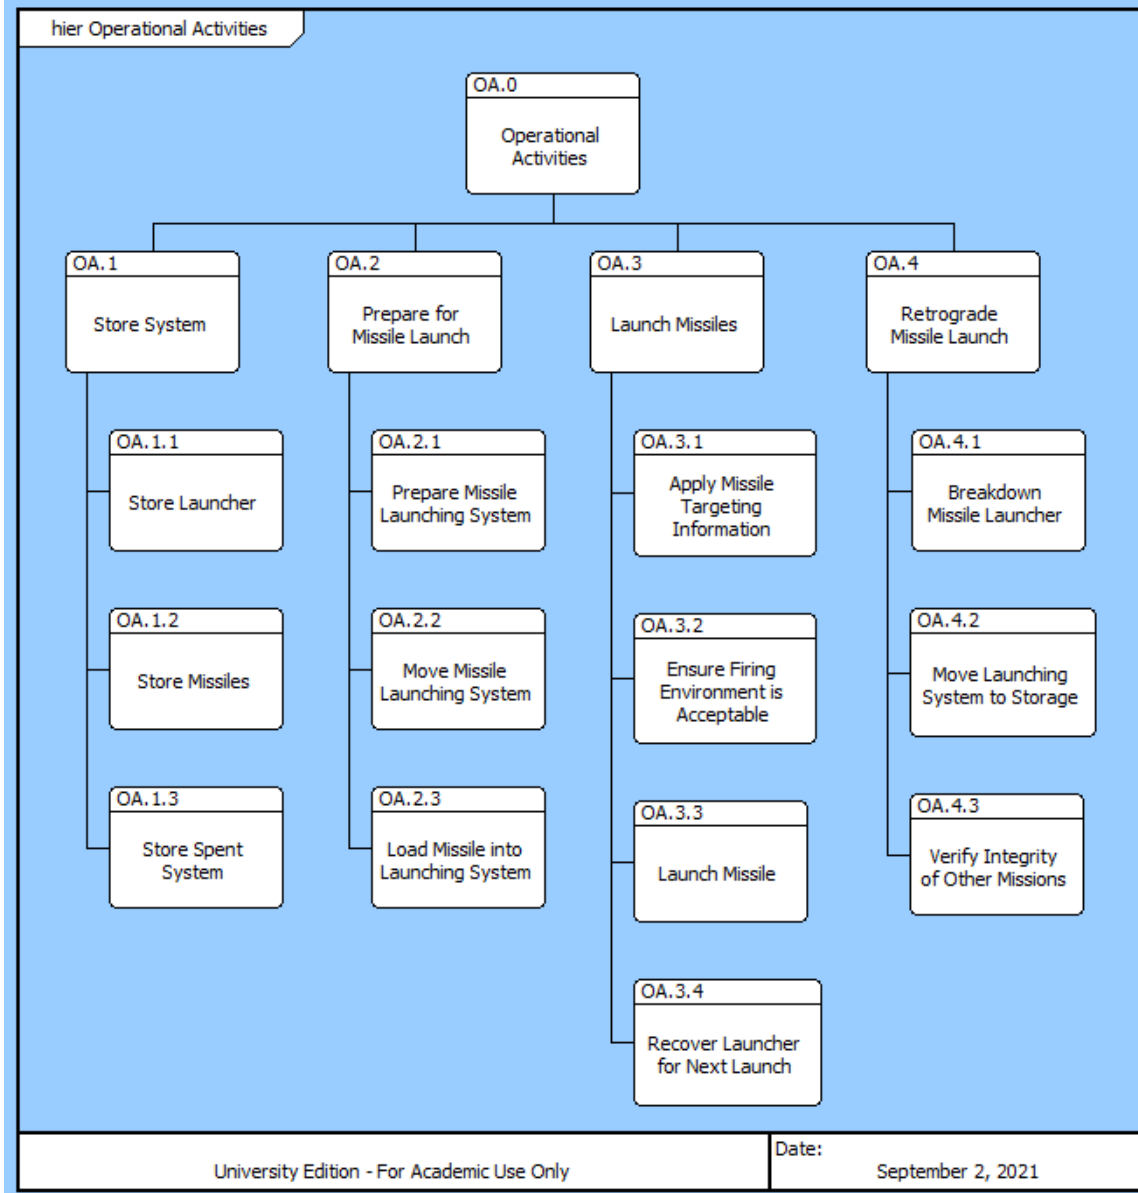 hier Operational Activities
OA.0
Operational
Activities
OA.1
Store System
OA.2
Prepare for
Missile Launch
OA.3
Launch Missiles
OA.4
Retrograde
Missile Launch
OA.1.1
Store Launcher
OA.2.1
Prepare Missile
Launching System
OA.3.1
Apply Missile
Targeting
Information
OA.4.1
Breakdown
Missile Launcher
OA.1.2
Store Missiles
OA.2.2
Move Missile
Launching System
OA.3.2
Ensure Firing
Environment is
Acceptable
OA.4.2
Move Launching
System to Storage
OA.1.3
Store Spent
System
OA.2.3
Load Missile into
Launching System
OA.3.3
Launch Missile
OA.4.3
Verify Integrity
of Other Missions
OA.3.4
Recover Launcher
for Next Launch
University Edition - For Academic Use Only
Date:
September 2, 2021